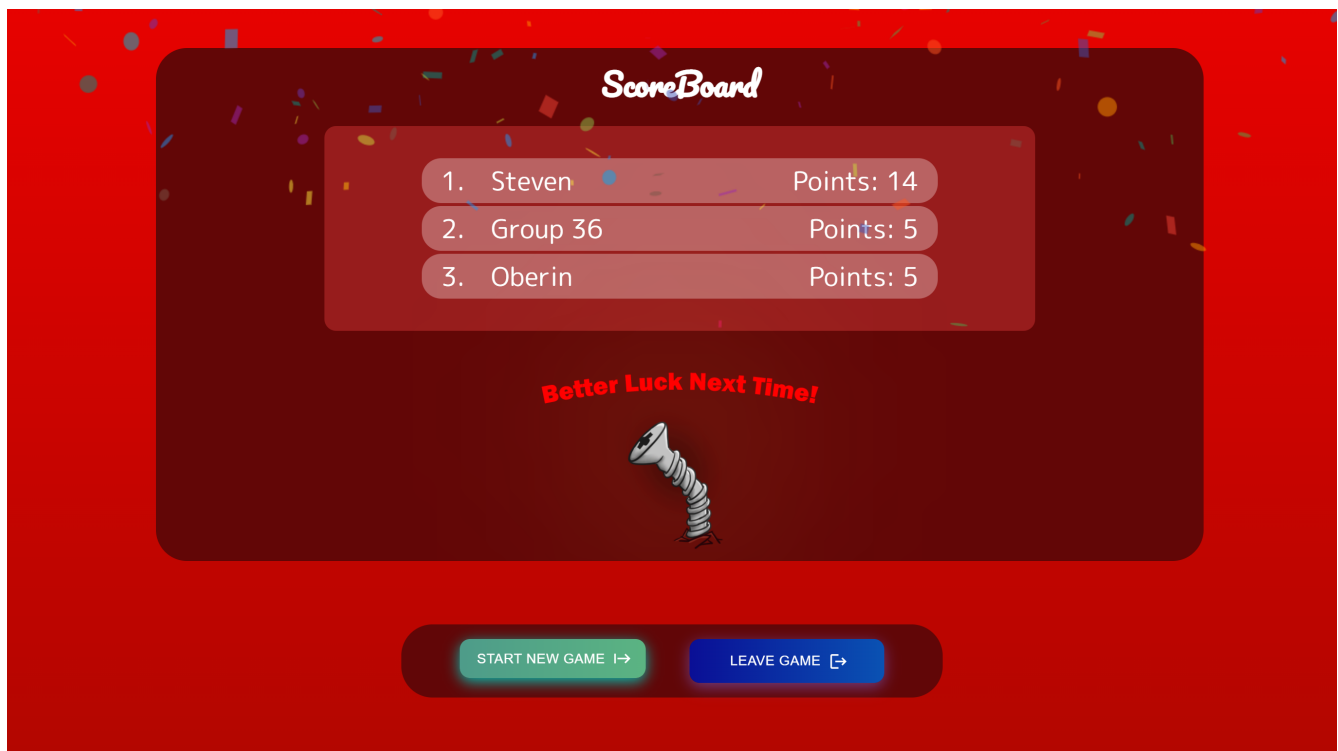 ScoreBoard
1. Steven Points: 14
2. Group 36 Points: 5
3. Oberin Points: 5
Better Luck Next Time!
START NEW GAME LEAVE GAME